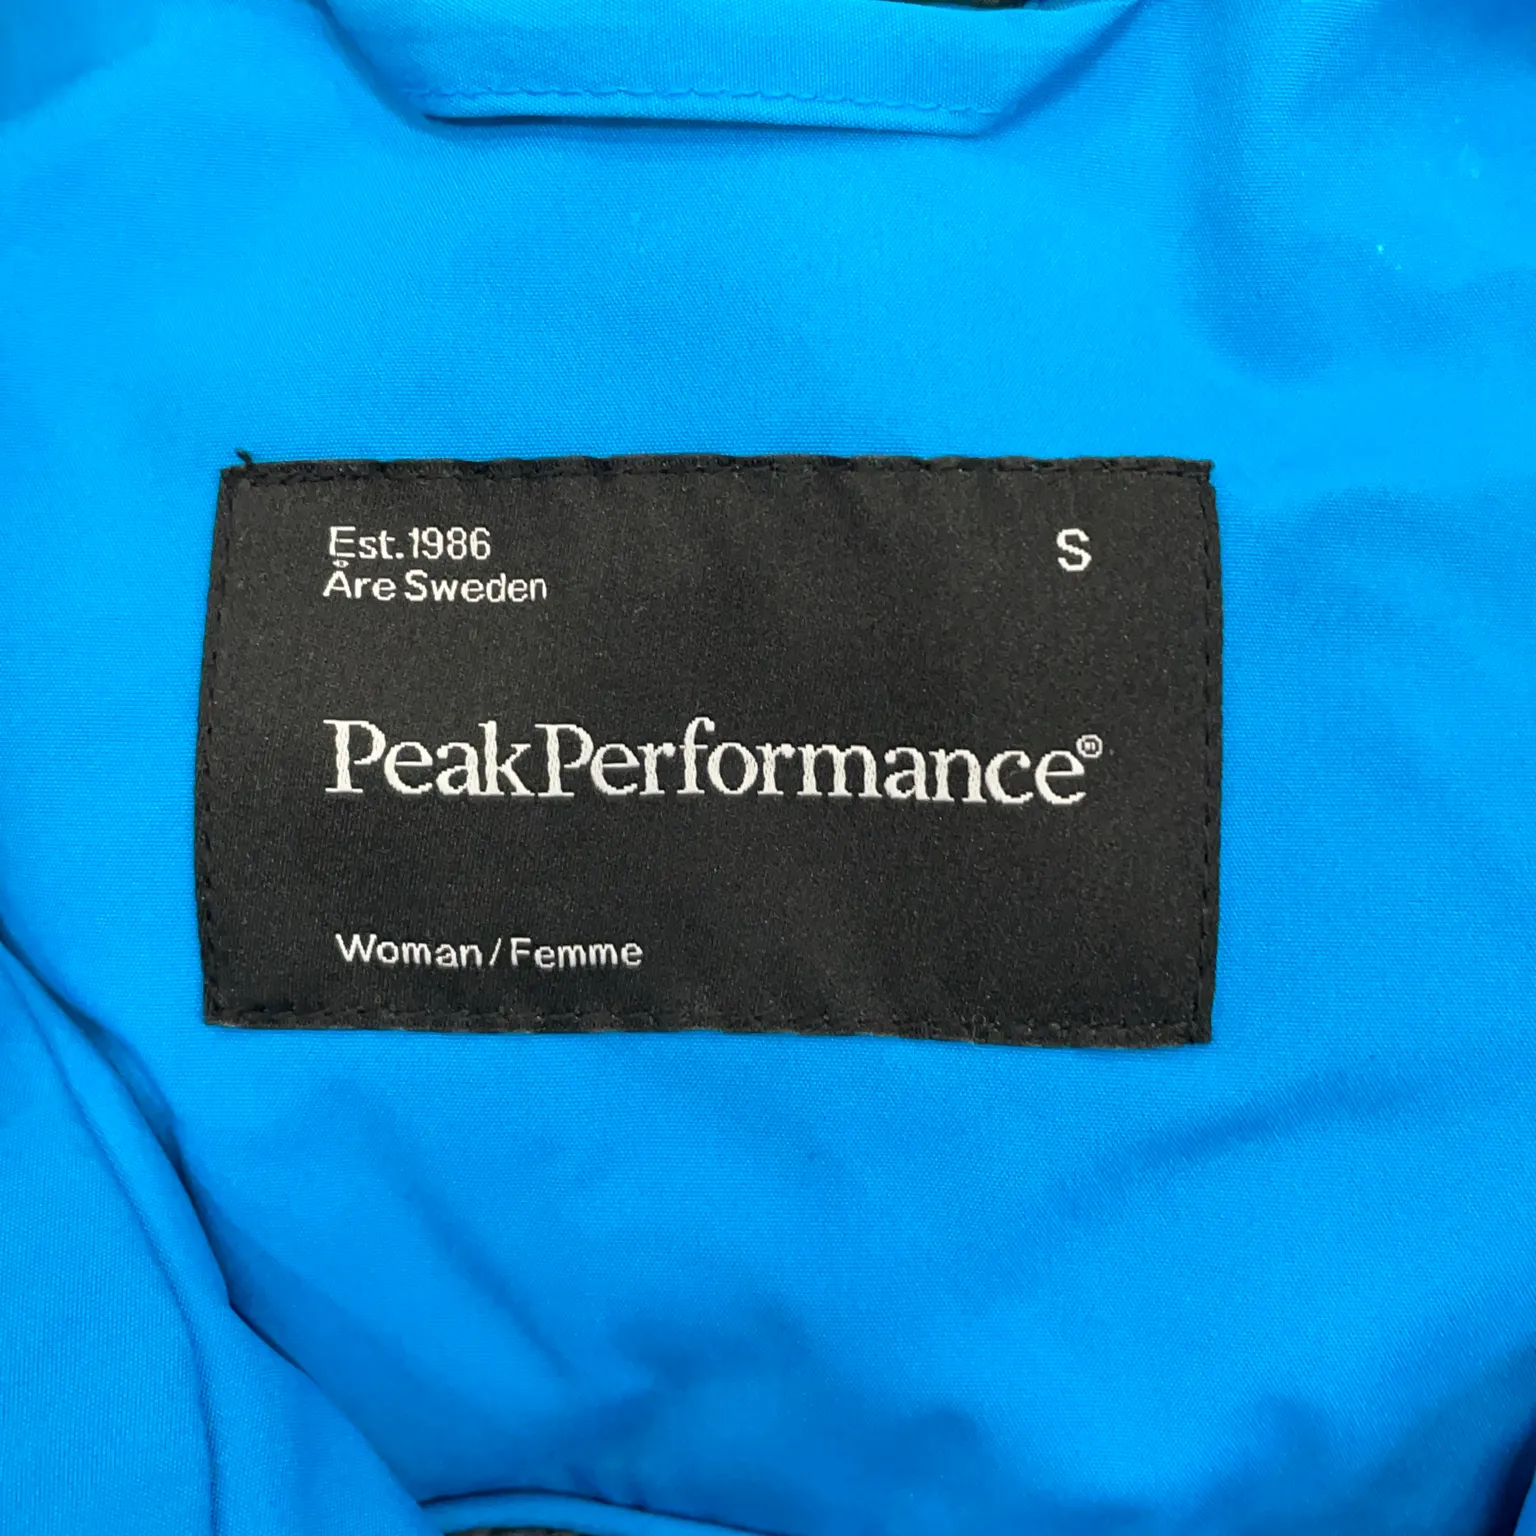 Est.1986
Åre Sweden
S
PeakPerformance®
Woman/Femme